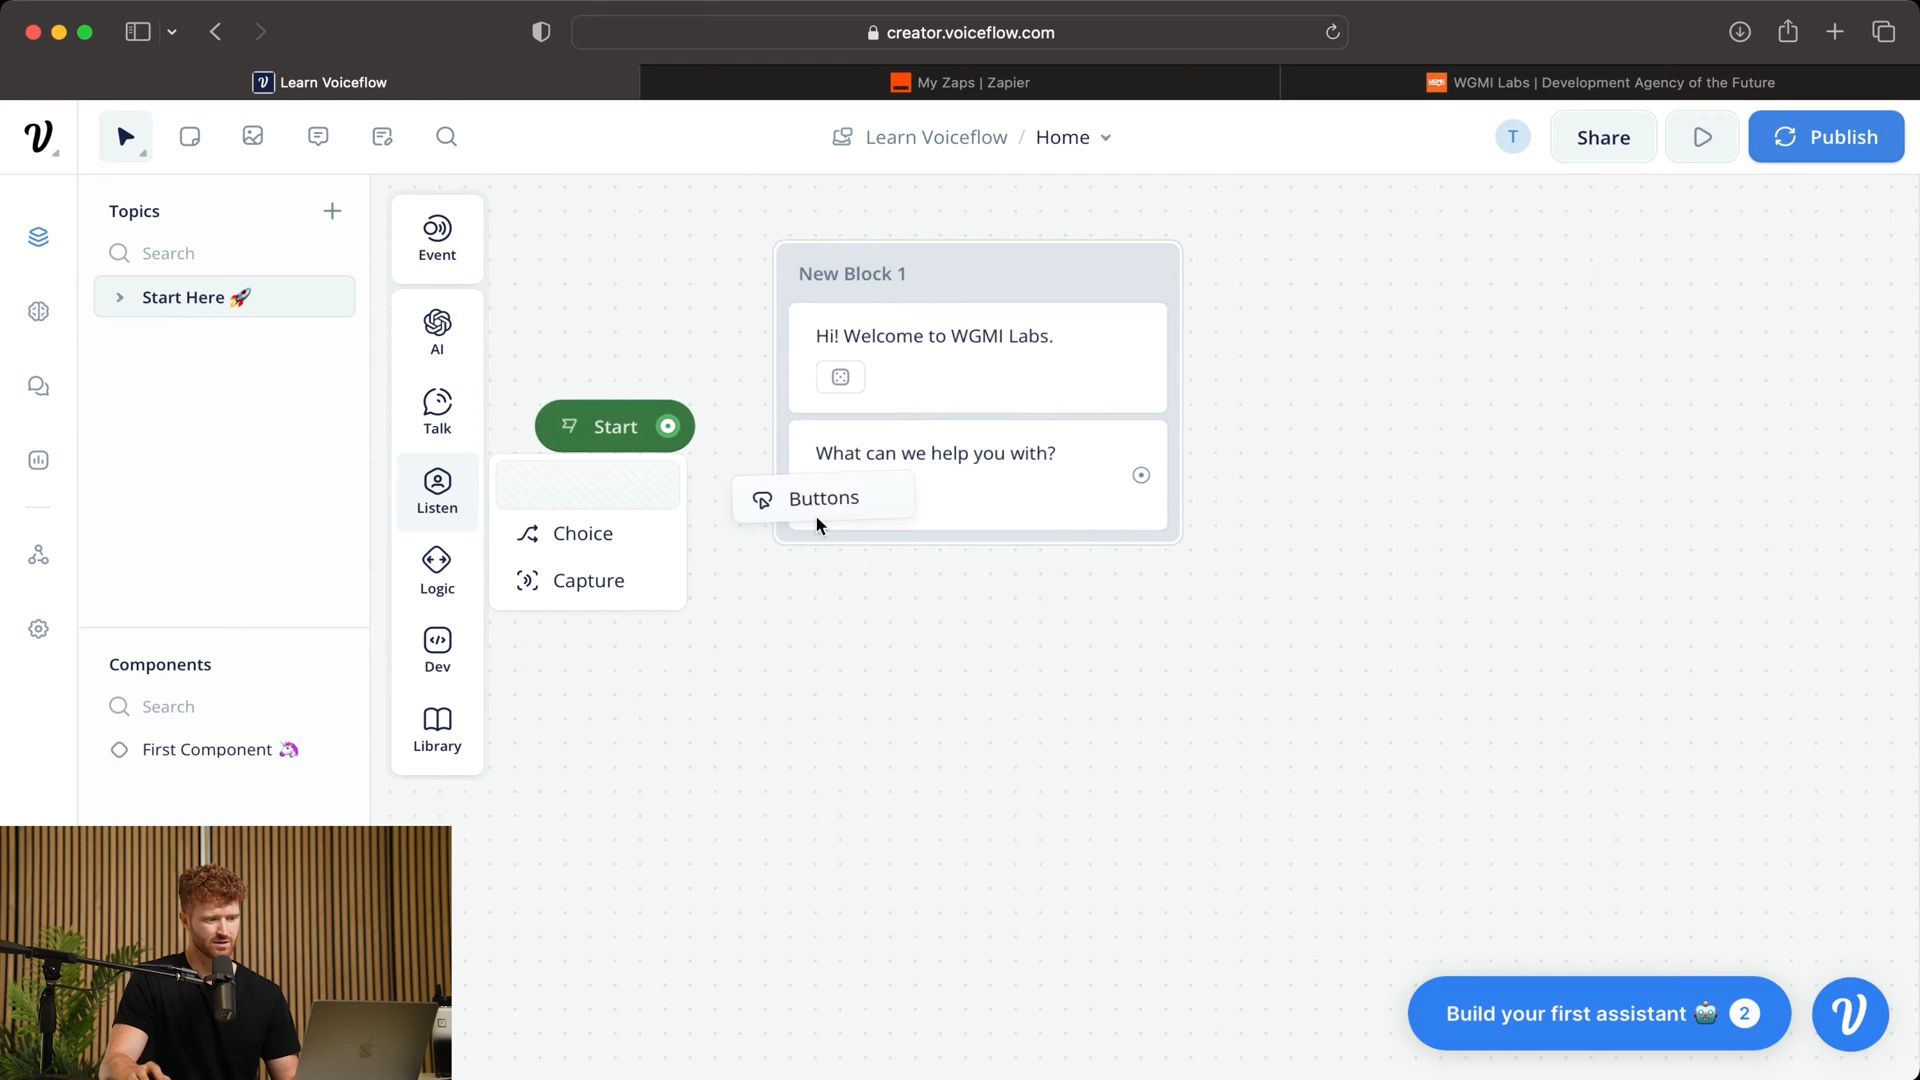 creator.voiceflow.com
Learn Voiceflow
My Zaps | Zapier
WGMI Labs | Development Agency of the Future
Learn Voiceflow / Home
T
Share
Publish
Topics
Search
Start Here 🚀
Components
Search
First Component 🦄
Event
AI
Talk
Listen
Logic
Dev
Library
Start
Choice
Capture
New Block 1
Hi! Welcome to WGMI Labs.
What can we help you with?
Buttons
Build your first assistant 🤖 2